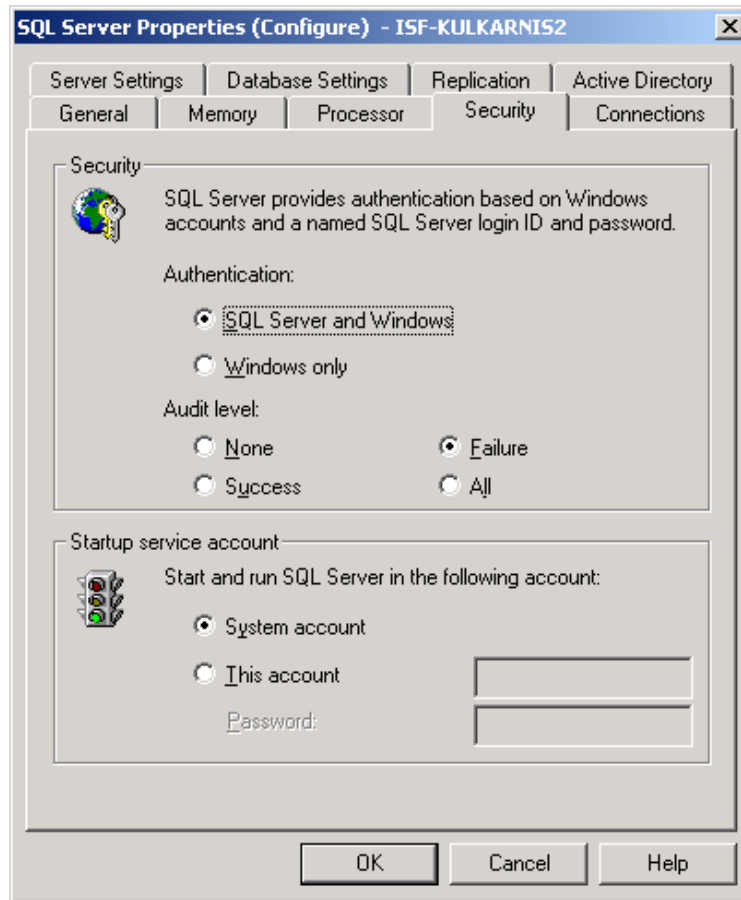 SQL Server Properties (Configure) - ISF-KULKARNIS2
Server Settings
Database Settings
Replication
Active Directory
General
Memory
Processor
Security
Connections
Security
SQL Server provides authentication based on Windows
accounts and a named SQL Server login ID and password.
Authentication:
SQL Server and Windows
Windows only
Audit level:
None
Failure
Success
All
Startup service account
Start and run SQL Server in the following account:
System account
This account
Password:
OK
Cancel
Help